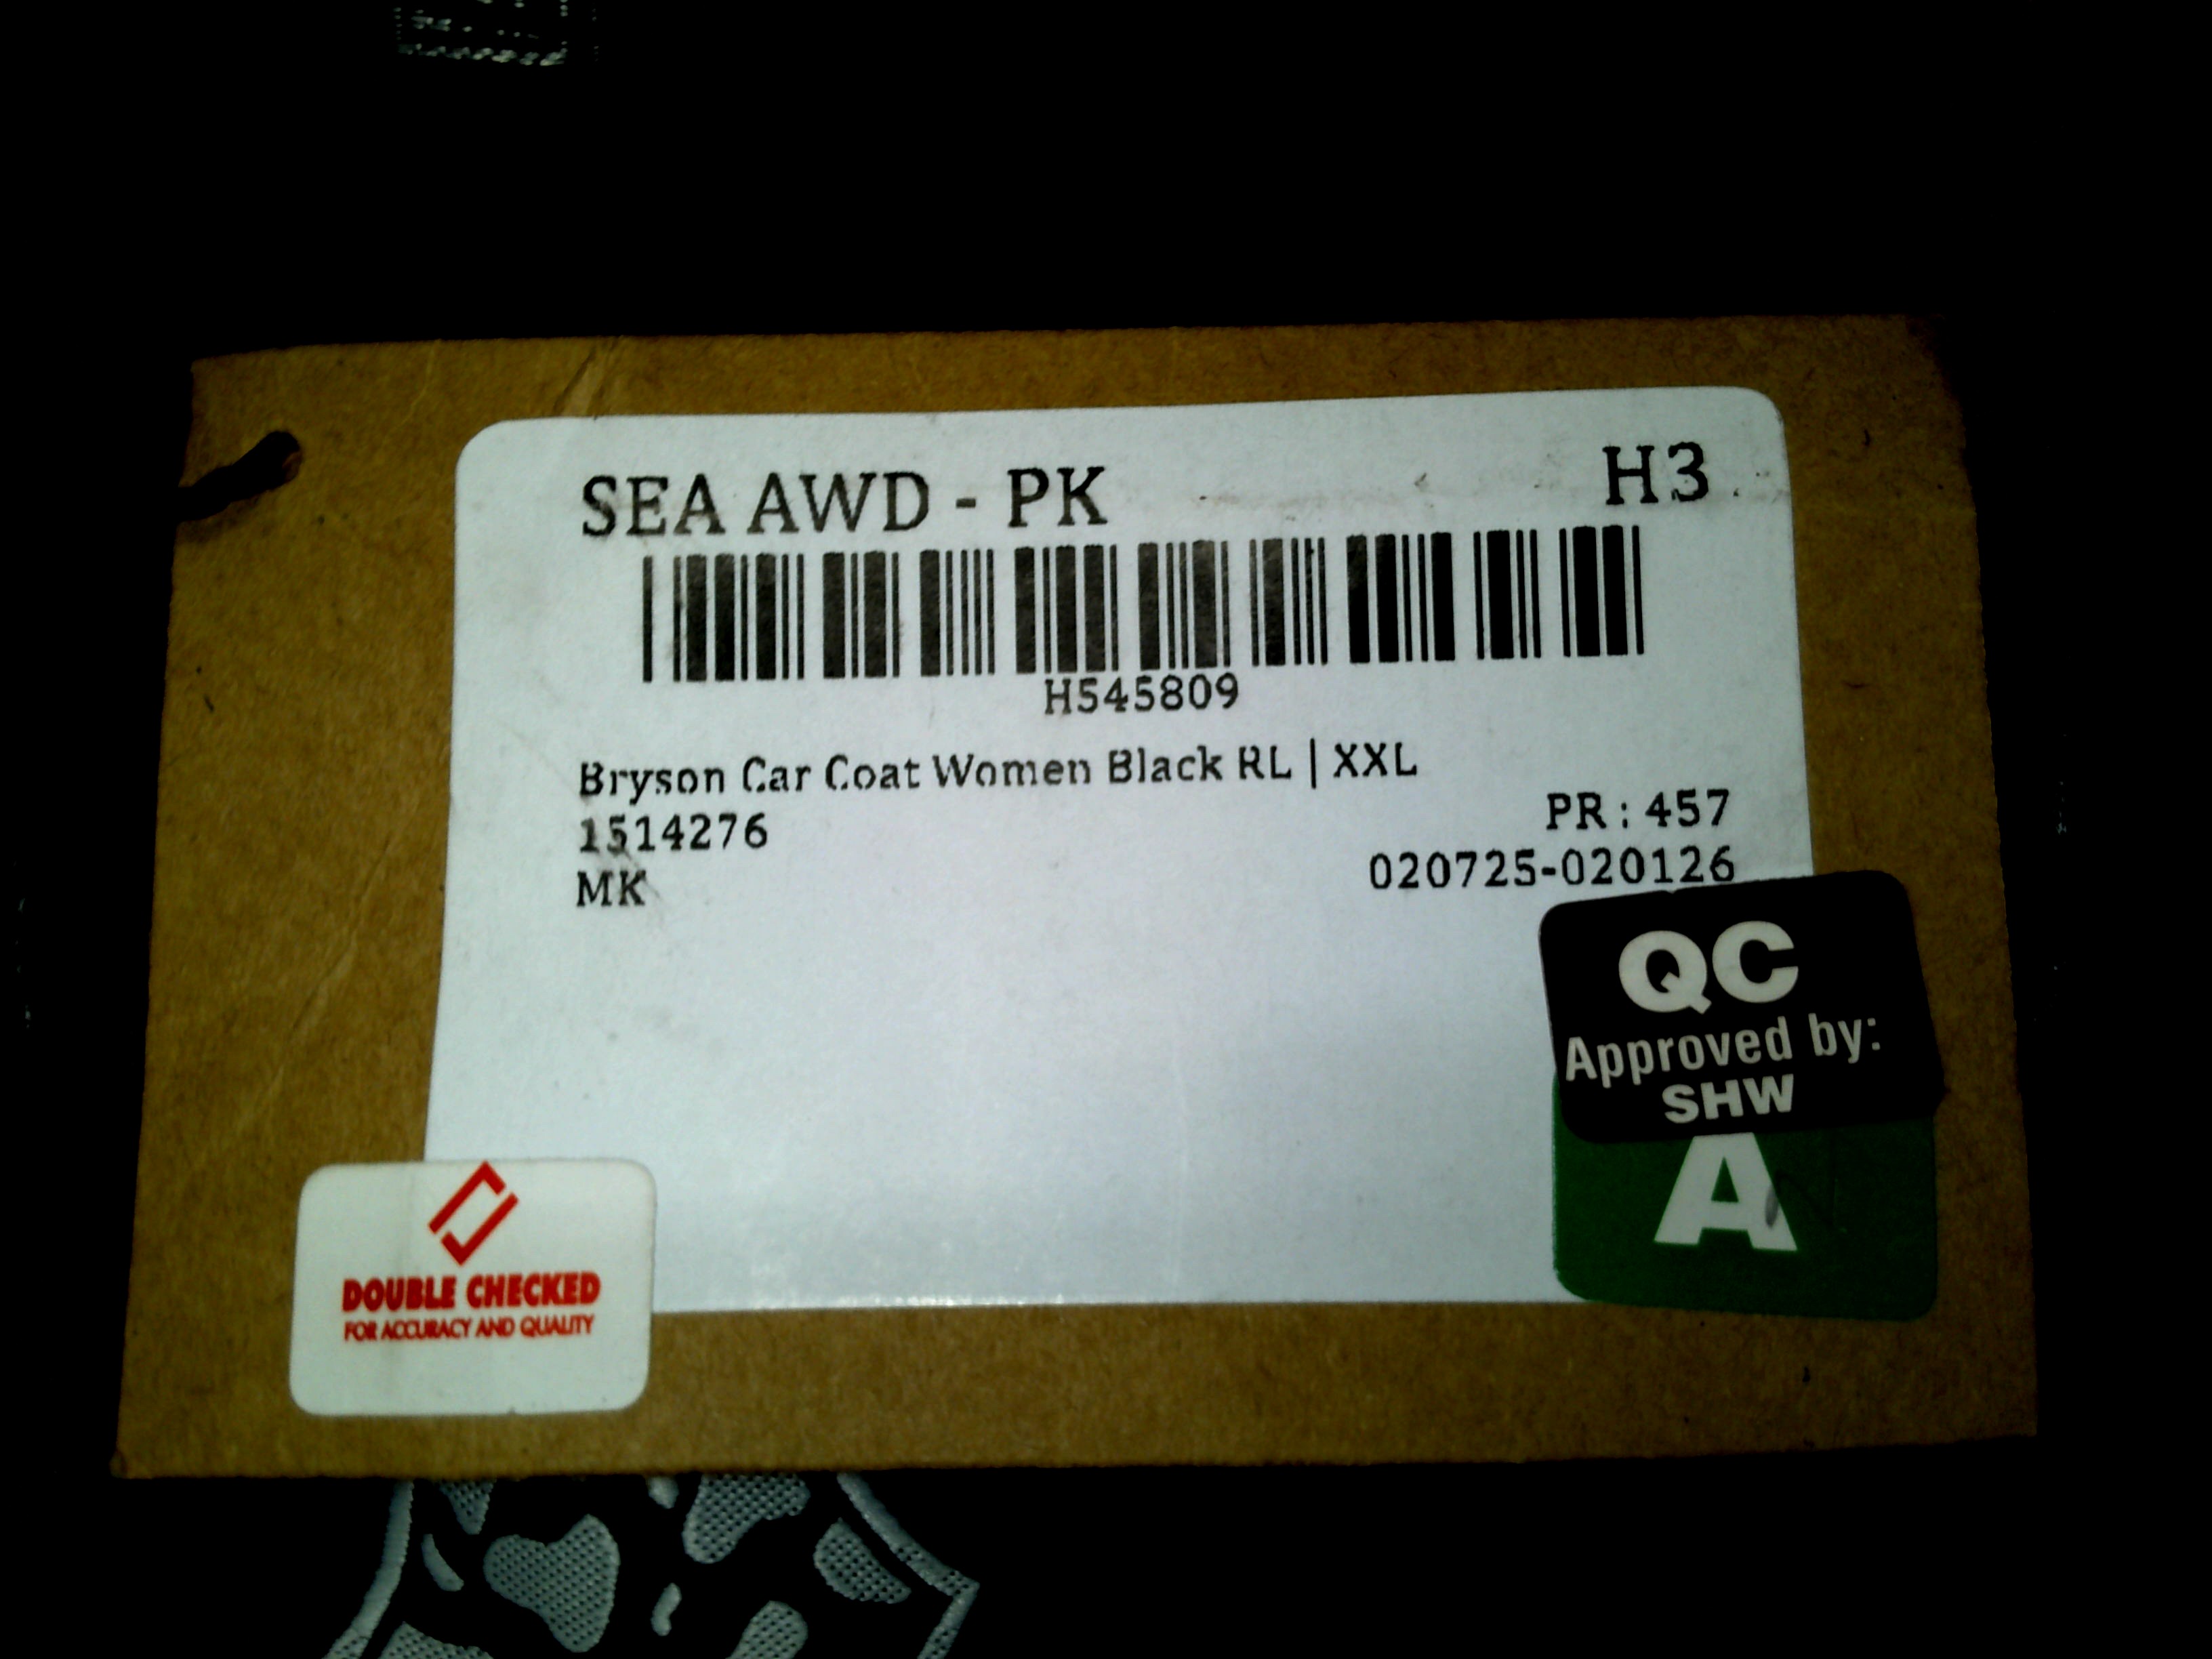 SEA AWD - PK
H3
H545809
Bryson Car Coat Women Black RL | XXL
1514276
PR : 457
MK
020725-020126
QC
Approved by:
SHW
A
DOUBLE CHECKED
FOR ACCURACY AND QUALITY